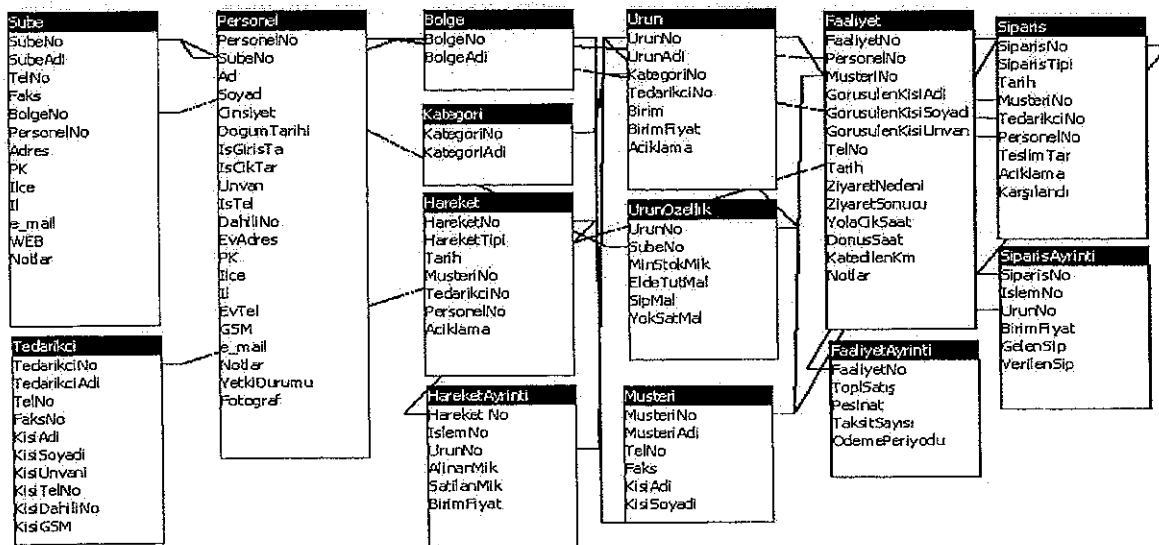 Sube
SubeNo
SubeAdi
TelNo
Faks
BolgeNo
PersonelNo
Adres
PK
Ilce
Il
e_mail
WEB
Notlar
Tedarikci
TedarikciNo
TedarikciAdi
TelNo
FaksNo
KisiAdi
KisiSoyadi
KisiUnvani
KisiTelNo
KisiDahiliNo
KisiGSM
Personel
PersonelNo
SubeNo
Ad
Soyad
Cinsiyet
DogumTarihi
IsGirisTa
IsCikTar
Unvan
IsTel
DahiliNo
EvAdres
PK
Ilce
Il
EvTel
GSM
e_mail
Notlar
YetkiDurumu
Fotograf
Bolge
BolgeNo
BolgeAdi
Kategori
KategoriNo
KategoriAdi
Hareket
HareketNo
HareketTipi
Tarih
MusteriNo
TedarikciNo
PersonelNo
Aciklama
HareketAyrinti
Hareket No
IslemNo
UrunNo
AlinanMik
SatilanMik
BirimFiyat
Urun
UrunNo
UrunAdi
KategoriNo
TedarikciNo
Birim
BirimFiyat
Aciklama
UrunOzellik
UrunNo
SubeNo
MinStokMik
EldeTutMal
SipMal
YokSatMal
Musteri
MusteriNo
MusteriAdi
TelNo
Faks
KisiAdi
KisiSoyadi
Faaliyet
FaaliyetNo
PersonelNo
MusteriNo
GorusulenKisiAdi
GorusulenKisiSoyadi
GorusulenKisiUnvan
TelNo
Tarih
ZiyaretNedeni
ZiyaretSonucu
YolaCikSaat
DonusSaat
KatedilenKm
Notlar
FaaliyetAyrinti
FaaliyetNo
ToplSatış
Pesinat
TaksitSayısı
OdemePeriyodu
Siparis
SiparisNo
SiparisTipi
Tarih
MusteriNo
TedarikciNo
PersonelNo
TeslimTar
Aciklama
Karşılandı
SiparisAyrinti
SiparisNo
IslemNo
UrunNo
BirimFiyat
GelenSip
VerilenSip